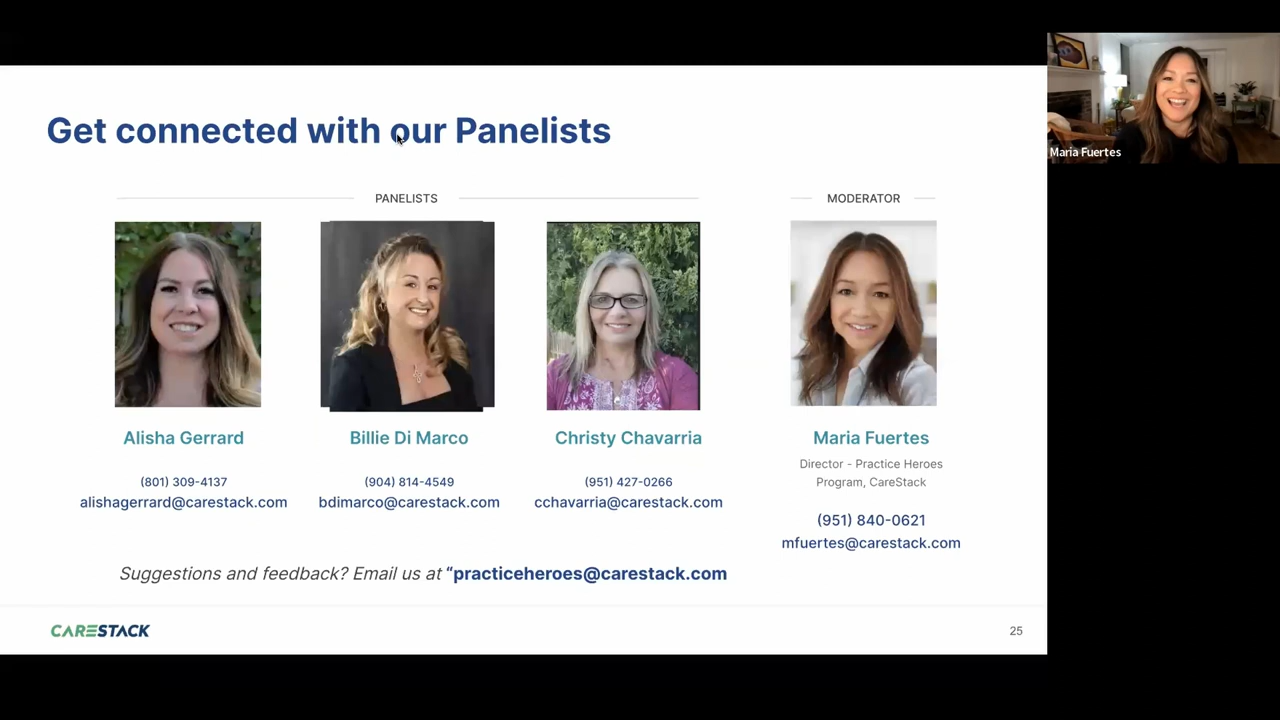 Get connected with our Panelists
Maria Fuertes
PANELISTS
MODERATOR
Alisha Gerrard
(801) 309-4137
alishagerrard@carestack.com
Billie Di Marco
(904) 814-4549
bdimarco@carestack.com
Christy Chavarria
(951) 427-0266
cchavarria@carestack.com
Maria Fuertes
Director - Practice Heroes
Program, CareStack
(951) 840-0621
mfuertes@carestack.com
Suggestions and feedback? Email us at “practiceheroes@carestack.com
CARESTACK
25